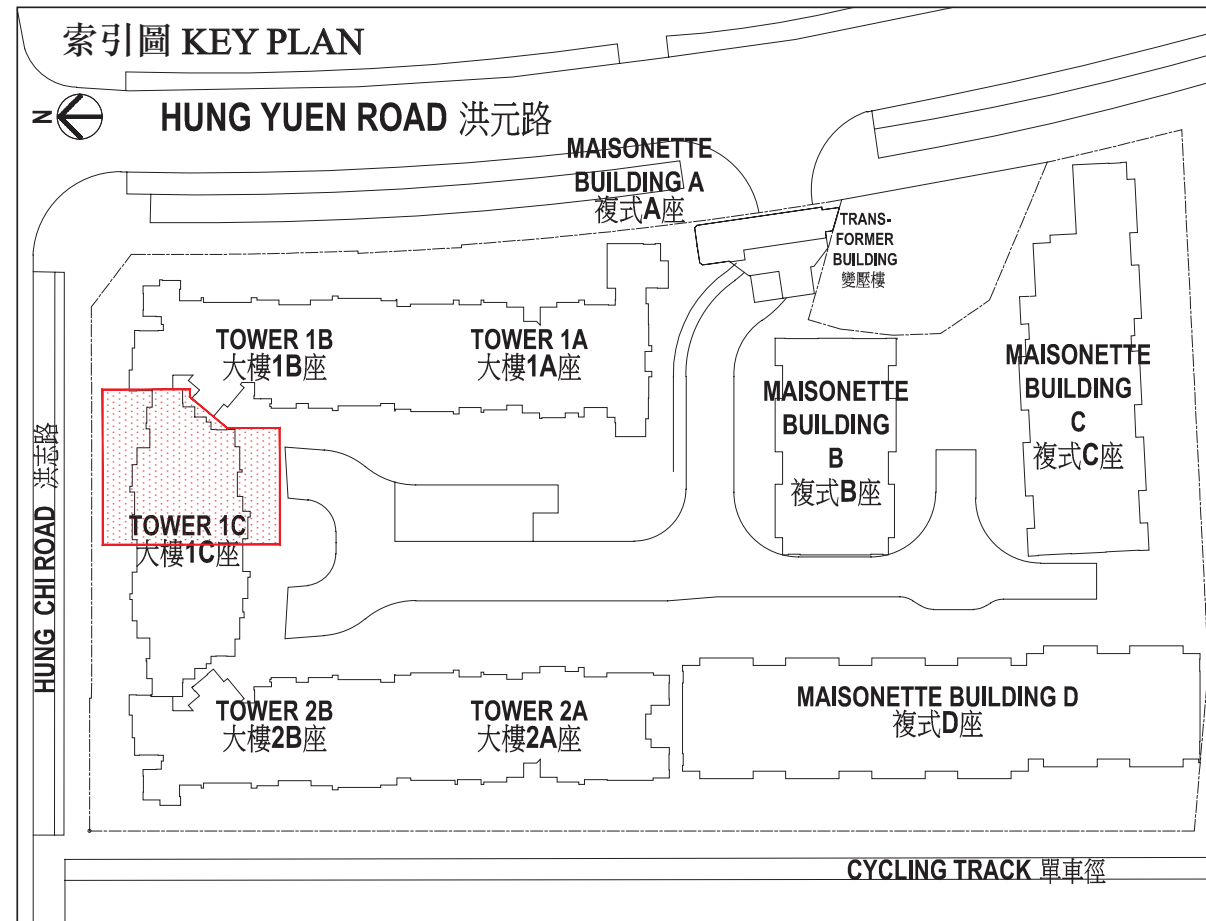 索引圖 KEY PLAN
N
HUNG YUEN ROAD 洪元路
MAISONETTE
BUILDING A
複式A座
TRANS-
FORMER
BUILDING
變壓樓
TOWER 1B
大樓1B座
TOWER 1A
大樓1A座
MAISONETTE
BUILDING
B
複式B座
MAISONETTE
BUILDING
C
複式C座
HUNG CHI ROAD 洪志路
TOWER 1C
大樓1C座
TOWER 2B
大樓2B座
TOWER 2A
大樓2A座
MAISONETTE BUILDING D
複式D座
CYCLING TRACK 單車徑